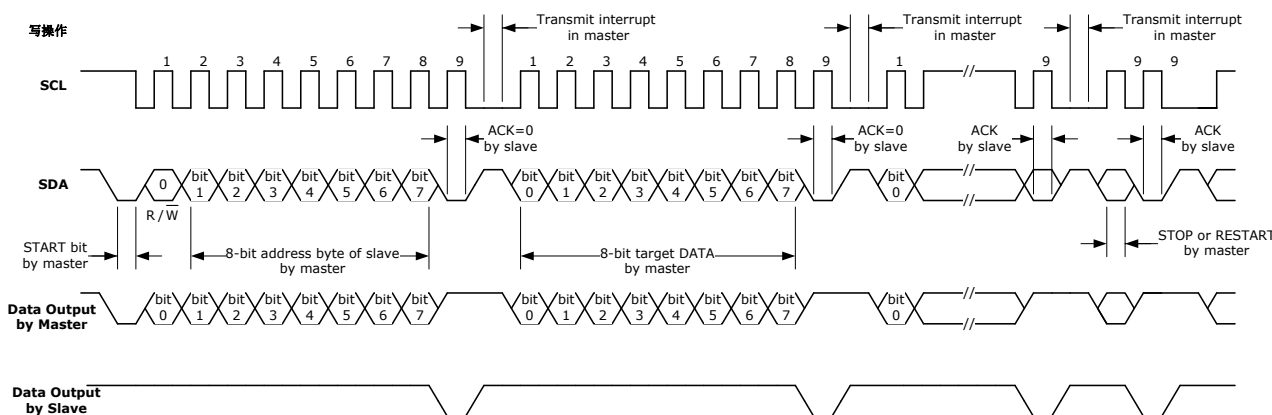 写操作
Transmit interrupt
in master
Transmit interrupt
in master
Transmit interrupt
in master
SCL
1 2 3 4 5 6 7 8 9 1 2 3 4 5 6 7 8 9 1 // 9 9 9
ACK=0
by slave
ACK=0
by slave
ACK
by slave
ACK
by slave
SDA
0 bit 1 bit 2 bit 3 bit 4 bit 5 bit 6 bit 7 bit 0 bit 1 bit 2 bit 3 bit 4 bit 5 bit 6 bit 7 bit 0 //
R/W
START bit
by master
8-bit address byte of slave
by master
8-bit target DATA
by master
STOP or RESTART
by master
Data Output
by Master
bit 0 bit 1 bit 2 bit 3 bit 4 bit 5 bit 6 bit 7 bit 0 bit 1 bit 2 bit 3 bit 4 bit 5 bit 6 bit 7 bit 0 //
Data Output
by Slave